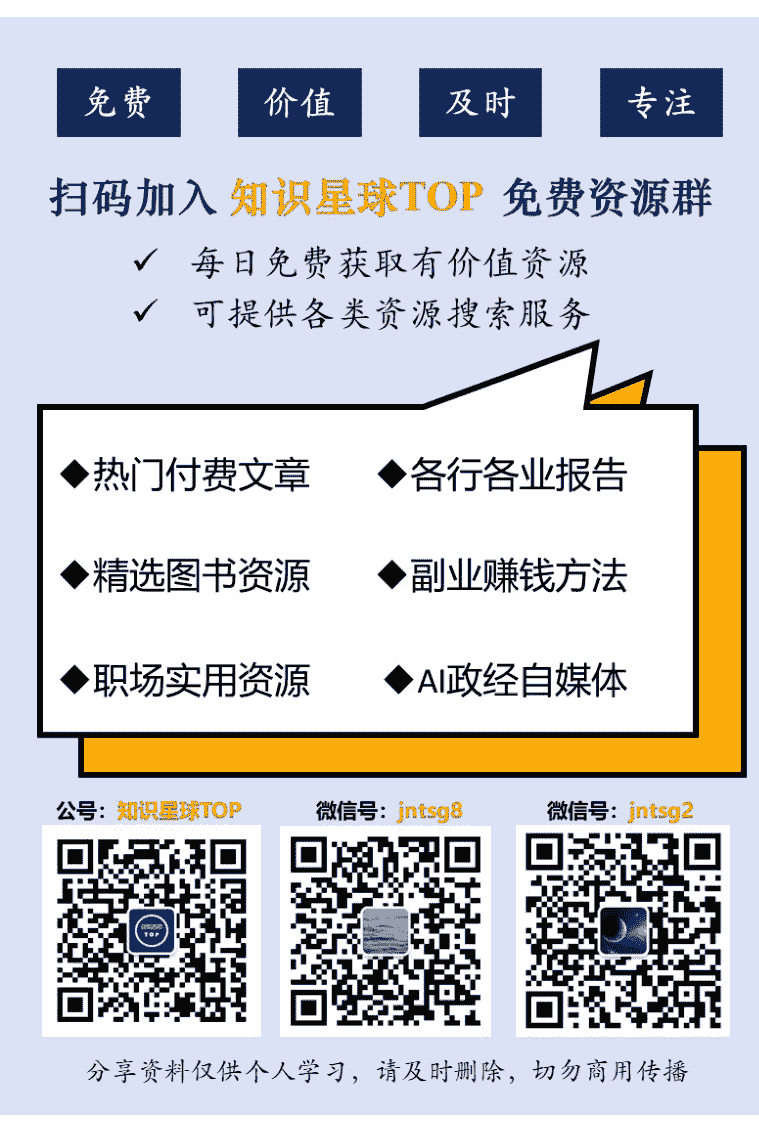 免费 价值 及时 专注
扫码加入 知识星球TOP 免费资源群
✓ 每日免费获取有价值资源
✓ 可提供各类资源搜索服务
◆热门付费文章 ◆各行各业报告
◆精选图书资源 ◆副业赚钱方法
◆职场实用资源 ◆AI政经自媒体
公号：知识星球TOP 微信号：jntsg8 微信号：jntsg2
知识星球
TOP
分享资料仅供个人学习，请及时删除，切勿商用传播